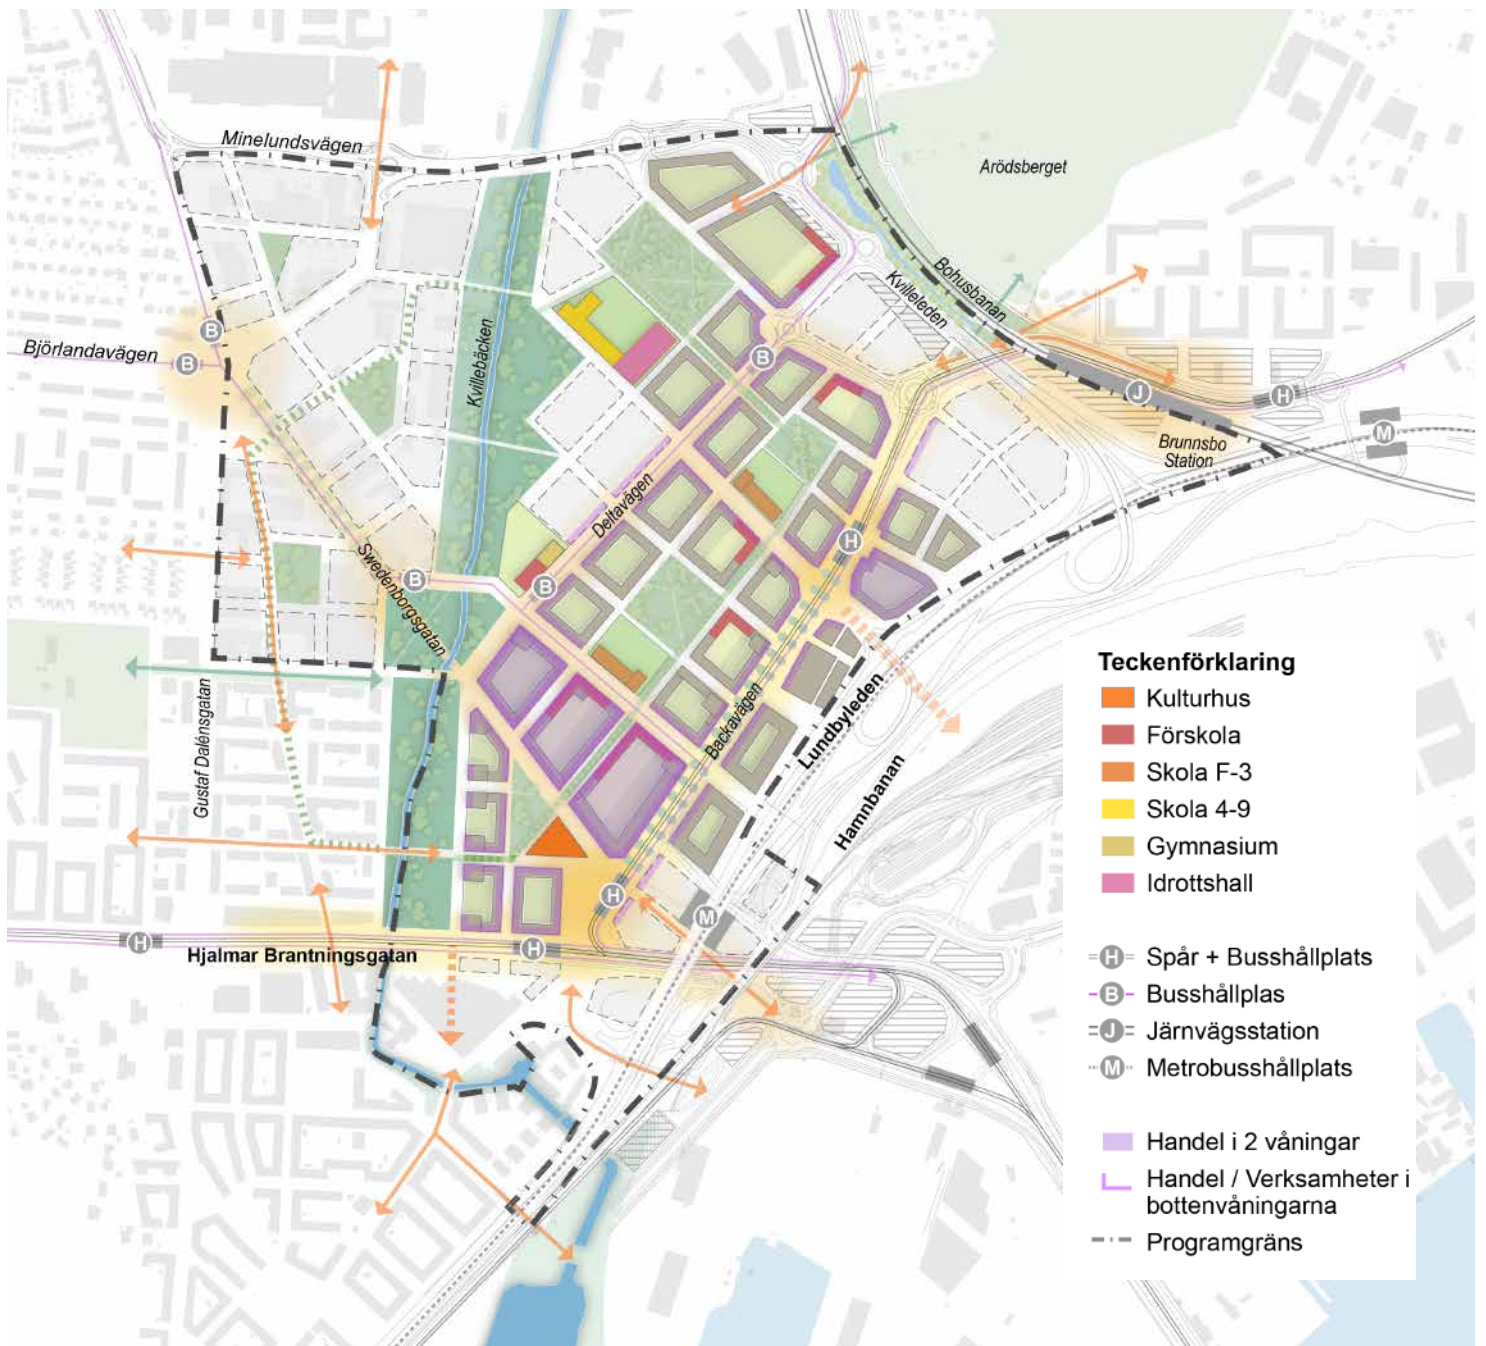 Minelundsvägen
Arödsberget
Bohusbanan
Kvilleleden
Björlandavägen
B
B
Kvillebäcken
B
J
H
M
Brunnsbo
Station
Deltavägen
H
Swedenborgsgatan
B
B
Gustaf Dalénsgatan
Backavägen
Lundbyleden
Hamnbanan
H
M
H
H
Hjalmar Brantningsgatan
Teckenförklaring
Kulturhus
Förskola
Skola F-3
Skola 4-9
Gymnasium
Idrottshall
H Spår + Busshållplats
B Busshållplas
J Järnvägsstation
M Metrobusshållplats
Handel i 2 våningar
Handel / Verksamheter i
bottenvåningarna
Programgräns